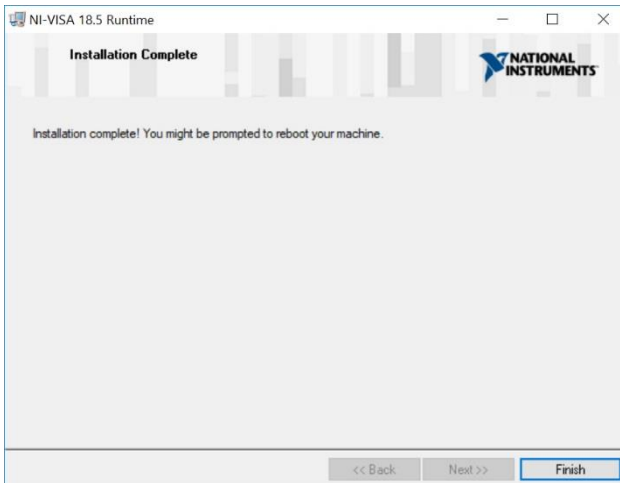 NI-VISA 18.5 Runtime
Installation Complete
NATIONAL
INSTRUMENTS
Installation complete! You might be prompted to reboot your machine.
<< Back Next >> Finish